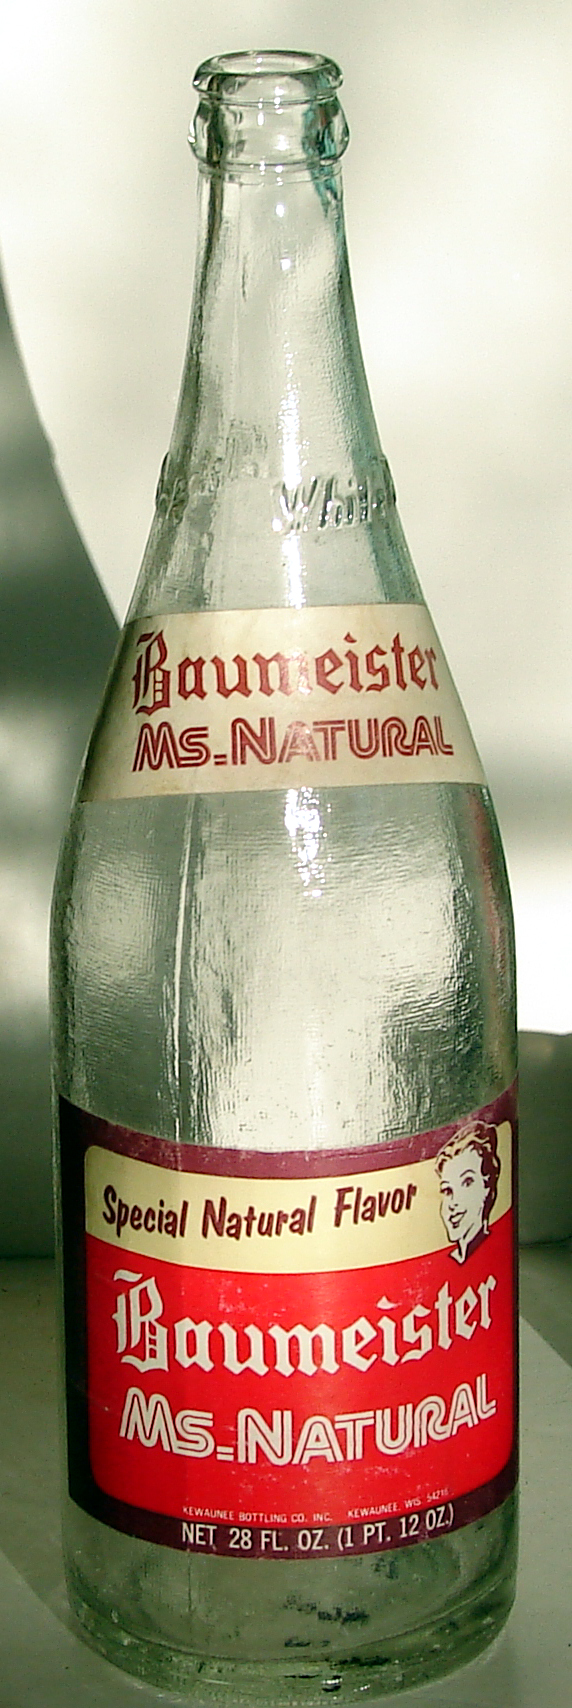 Baumeister
MS. NATURAL
Special Natural Flavor
Baumeister
MS. NATURAL
KEWAUNEE BOTTLING CO. INC. KEWAUNEE, WIS. 54216
NET 28 FL. OZ. (1 PT. 12 OZ.)